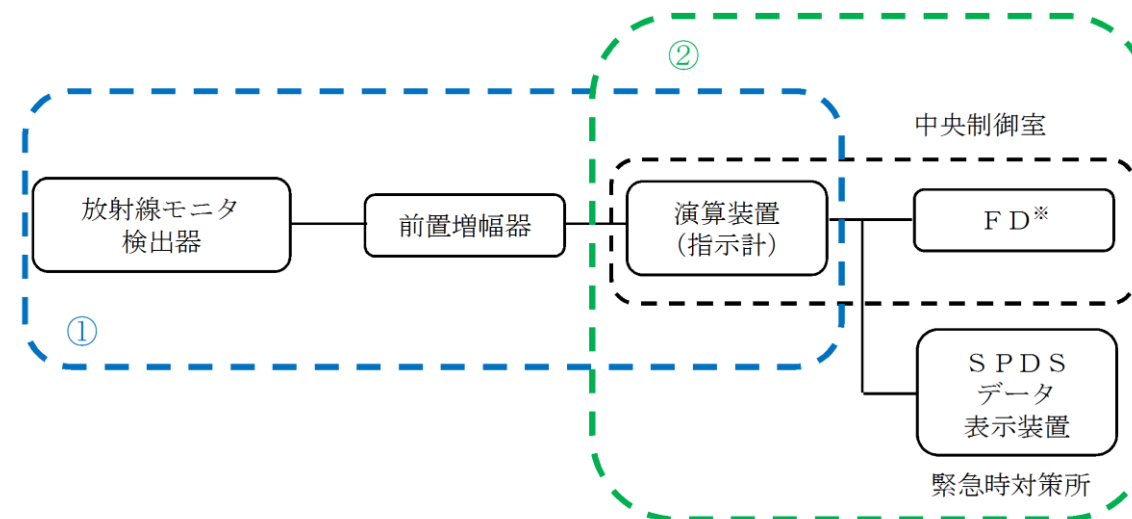 ②
中央制御室
放射線モニタ
検出器
前置増幅器
演算装置
(指示計)
ＦＤ※
①
ＳＰＤＳ
データ
表示装置
緊急時対策所